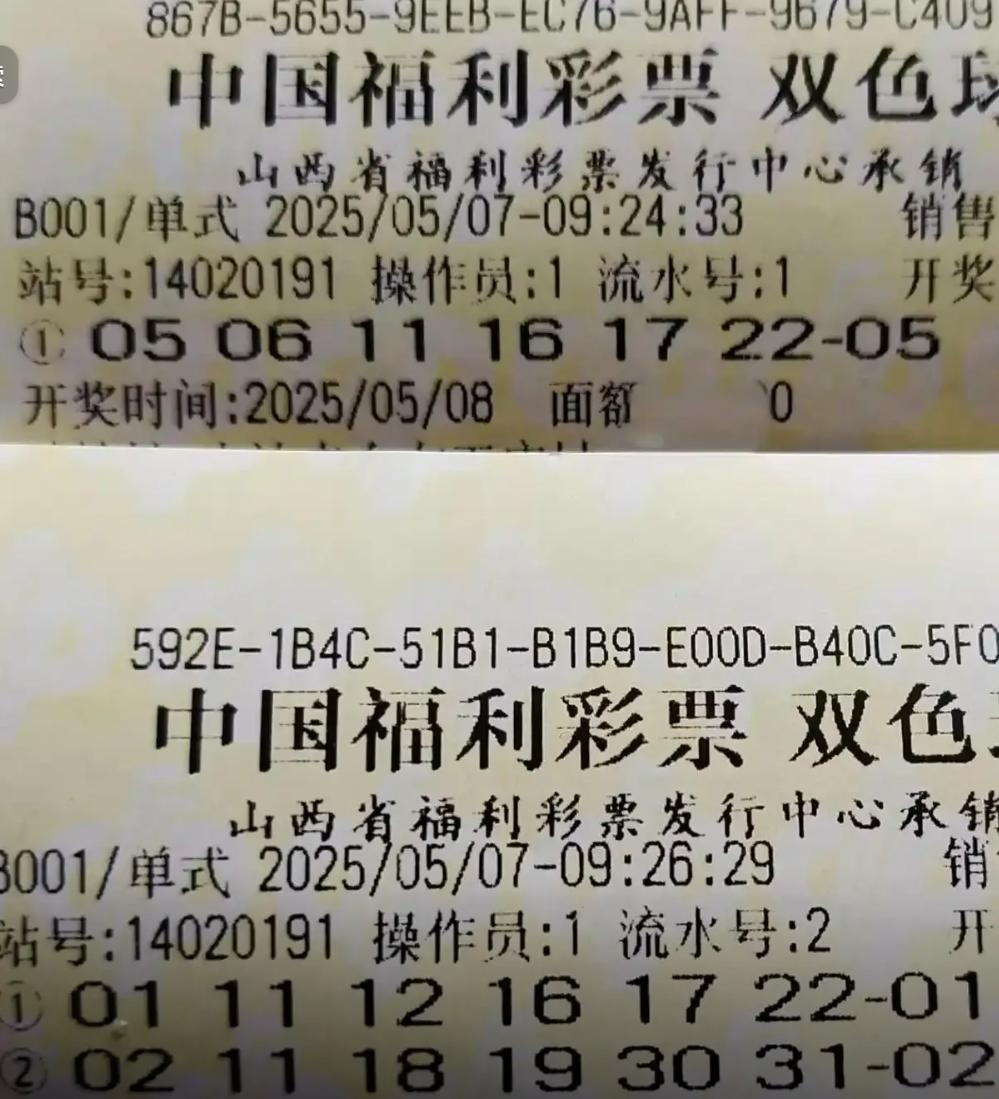 867B-5655-9EEB-EC76-9AFF-9679-C409
中国福利彩票 双色球
山西省福利彩票发行中心承销
B001/单式 2025/05/07-09:24:33 销售
站号:14020191 操作员:1 流水号:1 开奖
① 05 06 11 16 17 22-05
开奖时间:2025/05/08 面额 0
592E-1B4C-51B1-B1B9-E00D-B40C-5F0
中国福利彩票 双色
山西省福利彩票发行中心承销
B001/单式 2025/05/07-09:26:29 销
站号:14020191 操作员:1 流水号:2 开
① 01 11 12 16 17 22-01
② 02 11 18 19 30 31-02